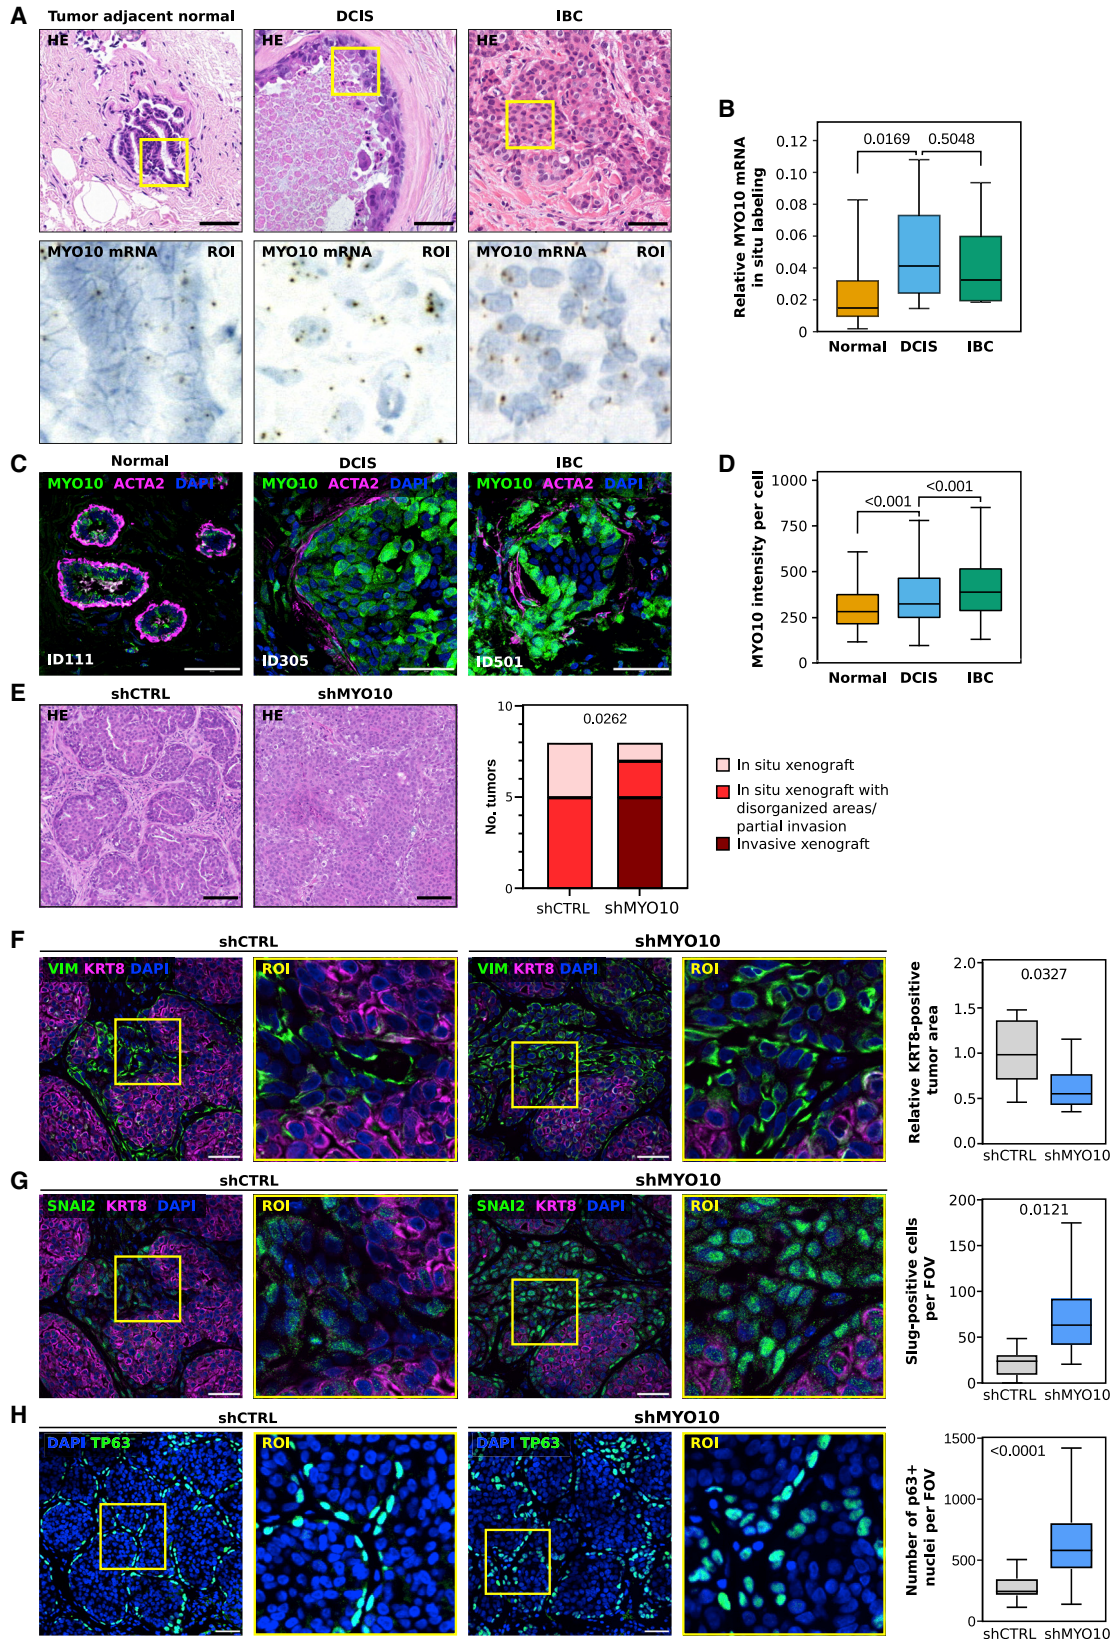 A
Tumor adjacent normal
DCIS
IBC
HE
HE
HE
MYO10 mRNA ROI
MYO10 mRNA ROI
MYO10 mRNA ROI
B
Relative MYO10 mRNA
in situ labeling
0.12
0.10
0.08
0.06
0.04
0.02
0
0.0169
0.5048
Normal DCIS IBC
C
Normal
DCIS
IBC
MYO10 ACTA2 DAPI
MYO10 ACTA2 DAPI
MYO10 ACTA2 DAPI
ID111
ID305
ID501
D
MYO10 intensity per cell
1000
750
500
250
0
<0.001
<0.001
Normal DCIS IBC
E
shCTRL
shMYO10
HE
HE
No. tumors
10
5
0
0.0262
shCTRL shMYO10
In situ xenograft
In situ xenograft with
disorganized areas/
partial invasion
Invasive xenograft
F
shCTRL
shMYO10
VIM KRT8 DAPI
ROI
VIM KRT8 DAPI
ROI
Relative KRT8-positive
tumor area
2.0
1.5
1.0
0.5
0.0
0.0327
shCTRL shMYO10
G
shCTRL
shMYO10
SNAI2 KRT8 DAPI
ROI
SNAI2 KRT8 DAPI
ROI
Slug-positive cells
per FOV
200
150
100
50
0
0.0121
shCTRL shMYO10
H
shCTRL
shMYO10
DAPI TP63
ROI
DAPI TP63
ROI
Number of p63+
nuclei per FOV
1500
1000
500
0
<0.0001
shCTRL shMYO10